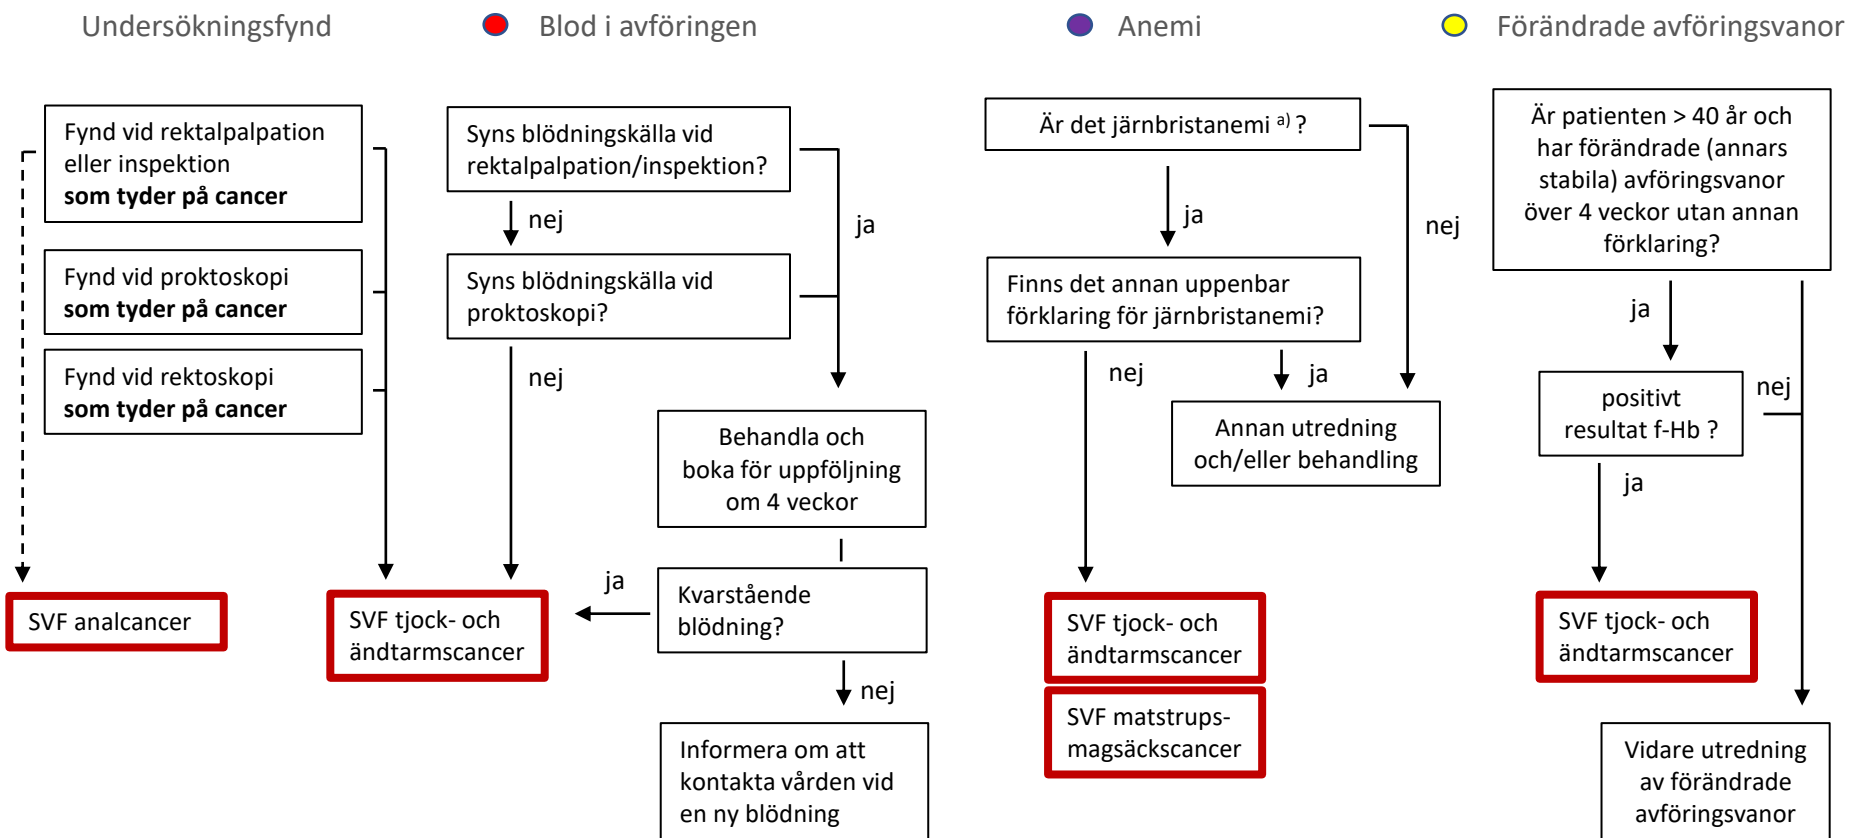 Undersökningsfynd
Fynd vid rektalpalpation
eller inspektion
som tyder på cancer
Fynd vid proktoskopi
som tyder på cancer
Fynd vid rektoskopi
som tyder på cancer
SVF analcancer
SVF tjock- och
ändtarmscancer
Blod i avföringen
Syns blödningskälla vid
rektalpalpation/inspektion?
nej
ja
Syns blödningskälla vid
proktoskopi?
nej
Behandla och
boka för uppföljning
om 4 veckor
ja
Kvarstående
blödning?
nej
Informera om att
kontakta vården vid
en ny blödning
Anemi
Är det järnbristanemi a) ?
ja
nej
Finns det annan uppenbar
förklaring för järnbristanemi?
nej
ja
Annan utredning
och/eller behandling
SVF tjock- och
ändtarmscancer
SVF matstrups-
magsäckscancer
Förändrade avföringsvanor
Är patienten > 40 år och
har förändrade (annars
stabila) avföringsvanor
över 4 veckor utan annan
förklaring?
ja
positivt
resultat f-Hb ?
nej
ja
SVF tjock- och
ändtarmscancer
Vidare utredning
av förändrade
avföringsvanor